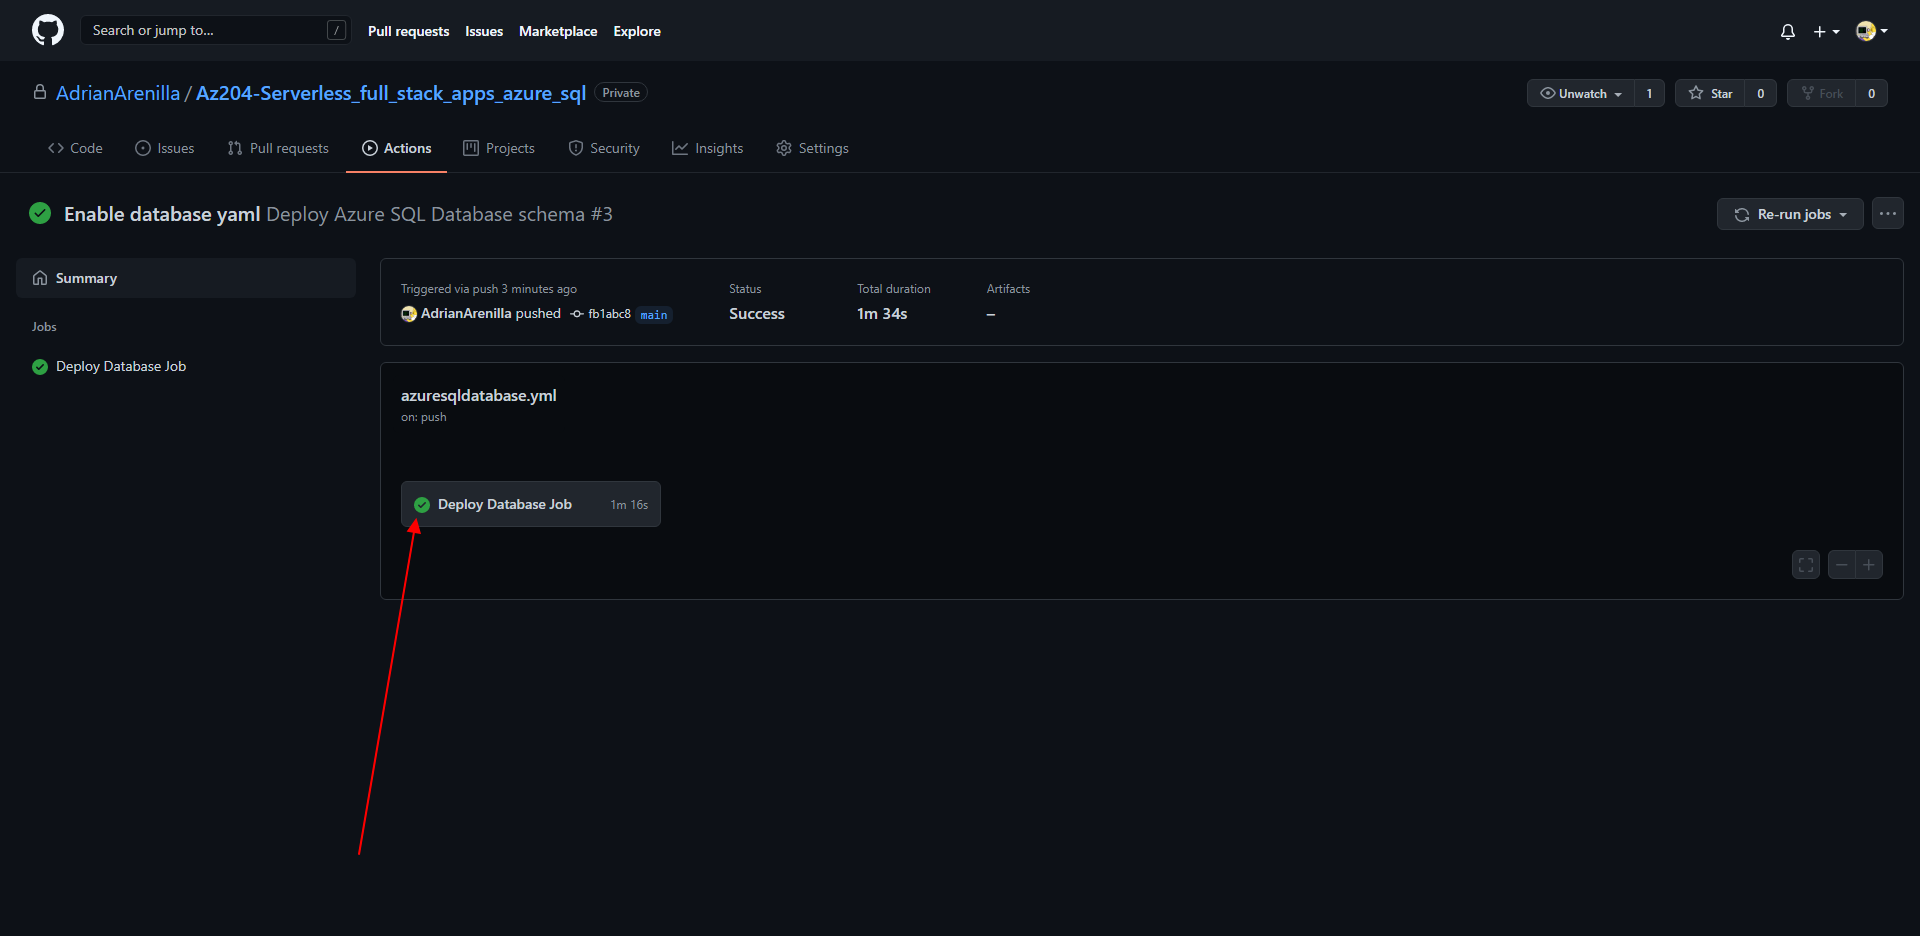 Search or jump to... /
Pull requests Issues Marketplace Explore
AdrianArenilla / Az204-Serverless_full_stack_apps_azure_sql Private
Unwatch 1 Star 0 Fork 0
Code Issues Pull requests Actions Projects Security Insights Settings
Enable database yaml Deploy Azure SQL Database schema #3
Re-run jobs
Summary
Jobs
Deploy Database Job
Triggered via push 3 minutes ago
AdrianArenilla pushed fb1abc8 main
Status
Success
Total duration
1m 34s
Artifacts
–
azuresqldatabase.yml
on: push
Deploy Database Job 1m 16s